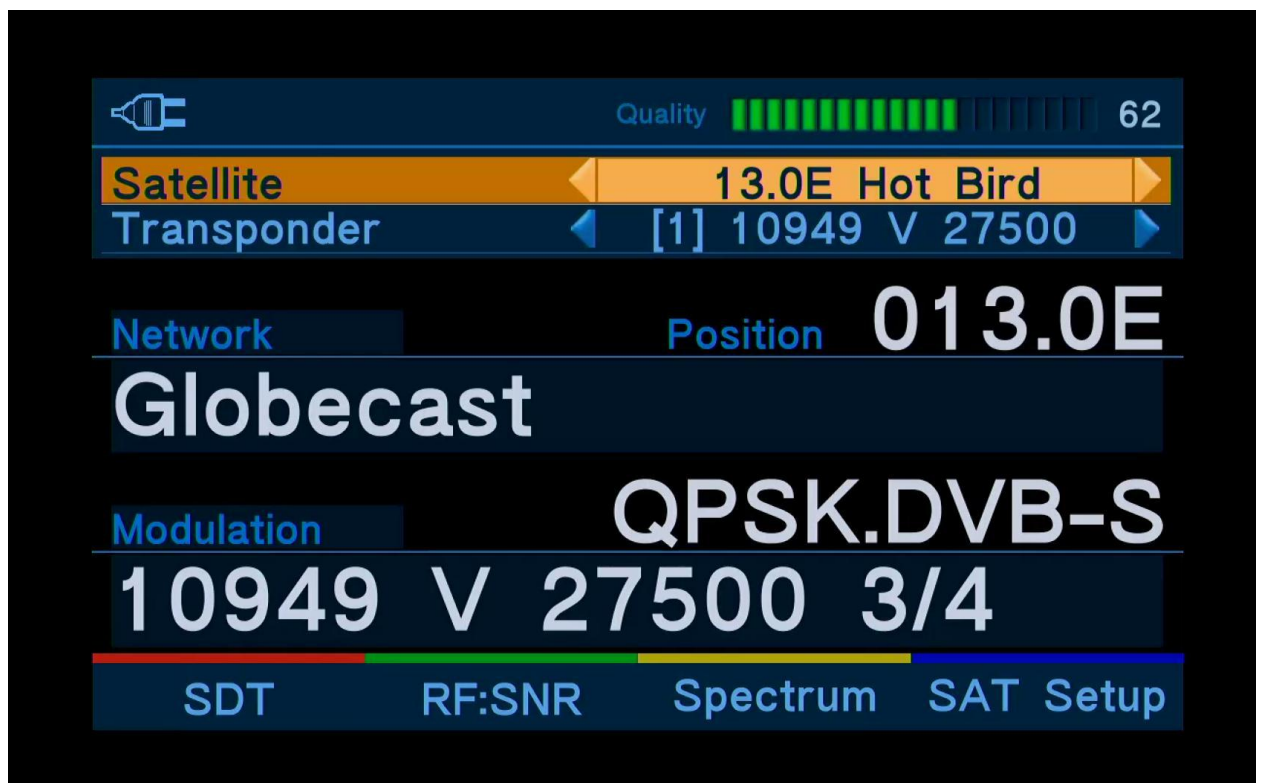 Quality 62
Satellite 13.0E Hot Bird
Transponder [1] 10949 V 27500
Network Position 013.0E
Globecast
Modulation QPSK.DVB-S
10949 V 27500 3/4
SDT RF:SNR Spectrum SAT Setup